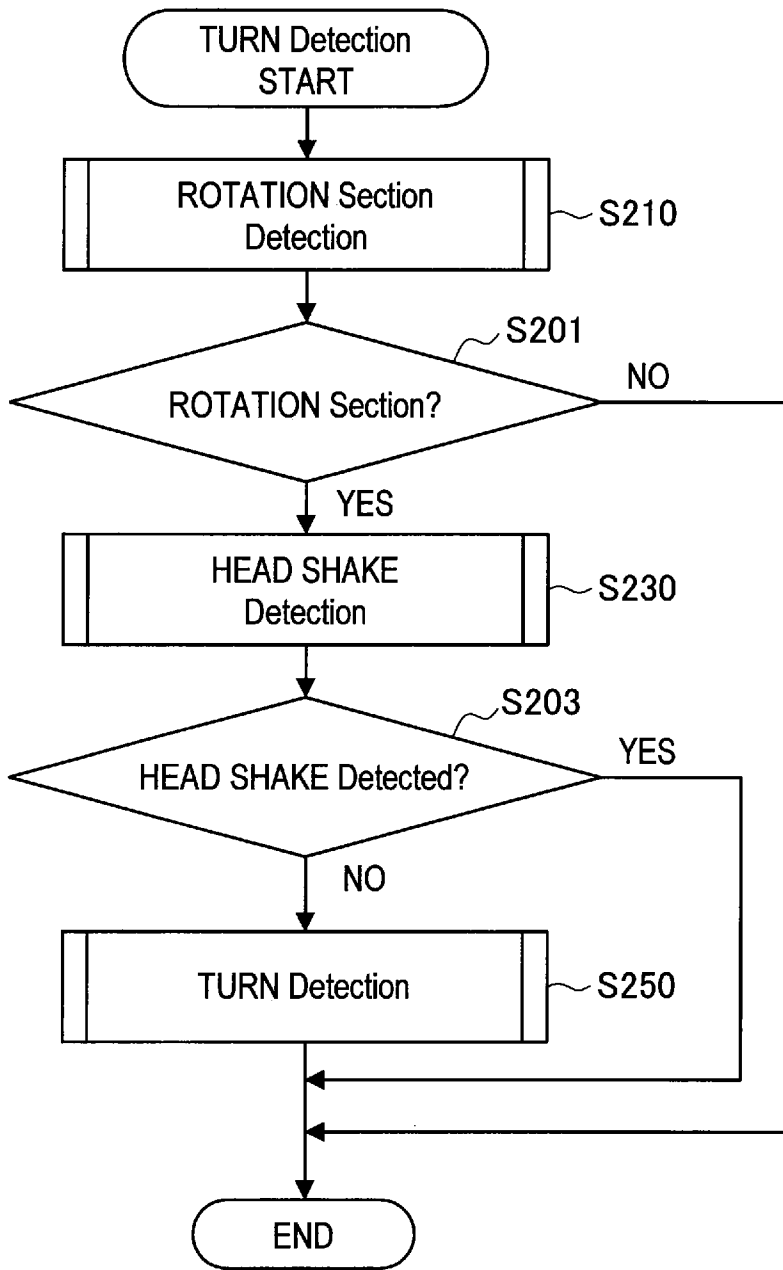 TURN Detection
START
ROTATION Section
Detection
S210
S201
ROTATION Section?
NO
YES
HEAD SHAKE
Detection
S230
S203
HEAD SHAKE Detected?
YES
NO
TURN Detection
S250
END